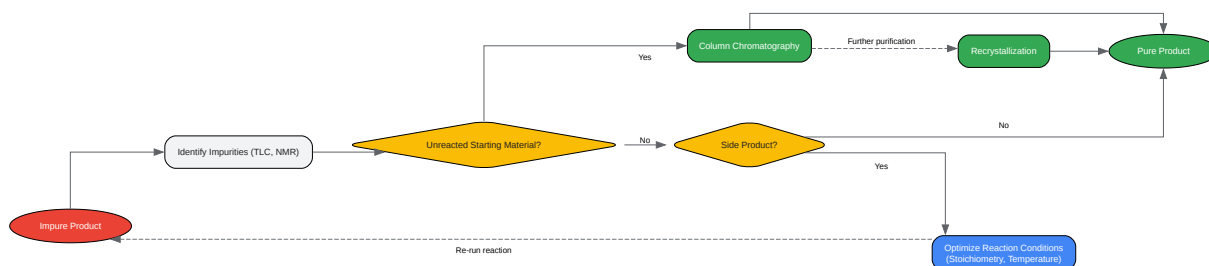 Column Chromatography
Further purification
Recrystallization
Pure Product
Yes
Identify Impurities (TLC, NMR)
Unreacted Starting Material?
No
Side Product?
No
Yes
Impure Product
Re-run reaction
Optimize Reaction Conditions
(Stoichiometry, Temperature)